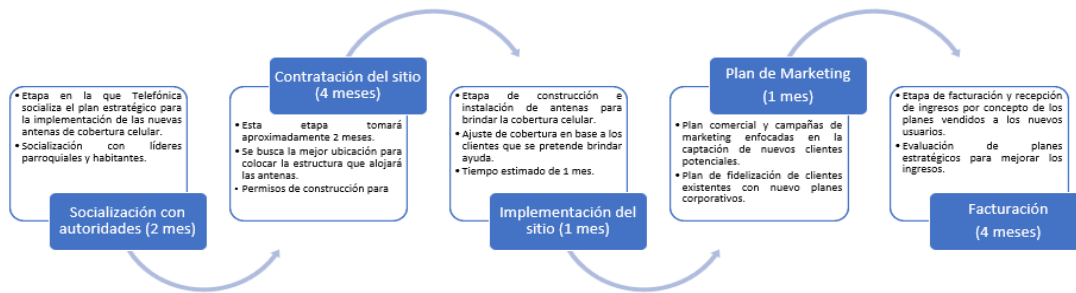 • Etapa en la que Telefónica
socializa el plan estratégico para
la implementación de las nuevas
antenas de cobertura celular.
• Socialización con líderes
parroquiales y habitantes.
Socialización con
autoridades (2 mes)
Contratación del sitio
(4 meses)
• Esta etapa tomará
aproximadamente 2 meses.
• Se busca la mejor ubicación para
colocar la estructura que alojará
las antenas.
• Permisos de construcción para
• Etapa de construcción e
instalación de antenas para
brindar la cobertura celular.
• Ajuste de cobertura en base a los
clientes que se pretende brindar
ayuda.
• Tiempo estimado de 1 mes.
Implementación del
sitio (1 mes)
Plan de Marketing
(1 mes)
• Plan comercial y campañas de
marketing enfocadas en la
captación de nuevos clientes
potenciales.
• Plan de fidelización de clientes
existentes con nuevo planes
corporativos.
• Etapa de facturación y recepción
de ingresos por concepto de los
planes vendidos a los nuevos
usuarios.
• Evaluación de planes
estratégicos para mejorar los
ingresos.
Facturación
(4 meses)